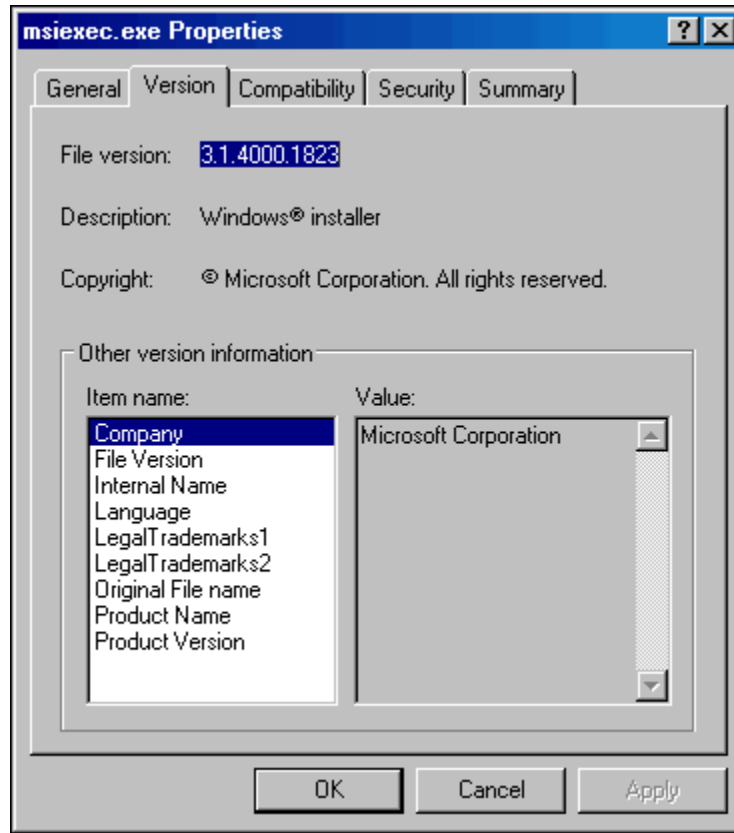 msiexec.exe Properties
General Version Compatibility Security Summary
File version: 3.1.4000.1823
Description: Windows® installer
Copyright: © Microsoft Corporation. All rights reserved.
Other version information
Item name: Value:
Company Microsoft Corporation
File Version
Internal Name
Language
LegalTrademarks1
LegalTrademarks2
Original File name
Product Name
Product Version
OK Cancel Apply